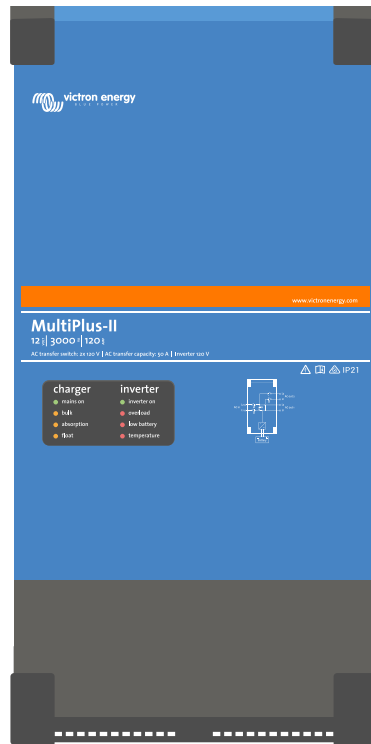 victron energy
BLUE POWER
www.victronenergy.com
MultiPlus-II
12 | 3000 | 120
AC transfer switch: 2x 120 V | AC transfer capacity: 50 A | Inverter 120 V
IP21
charger inverter
mains on inverter on
bulk overload
absorption low battery
float temperature